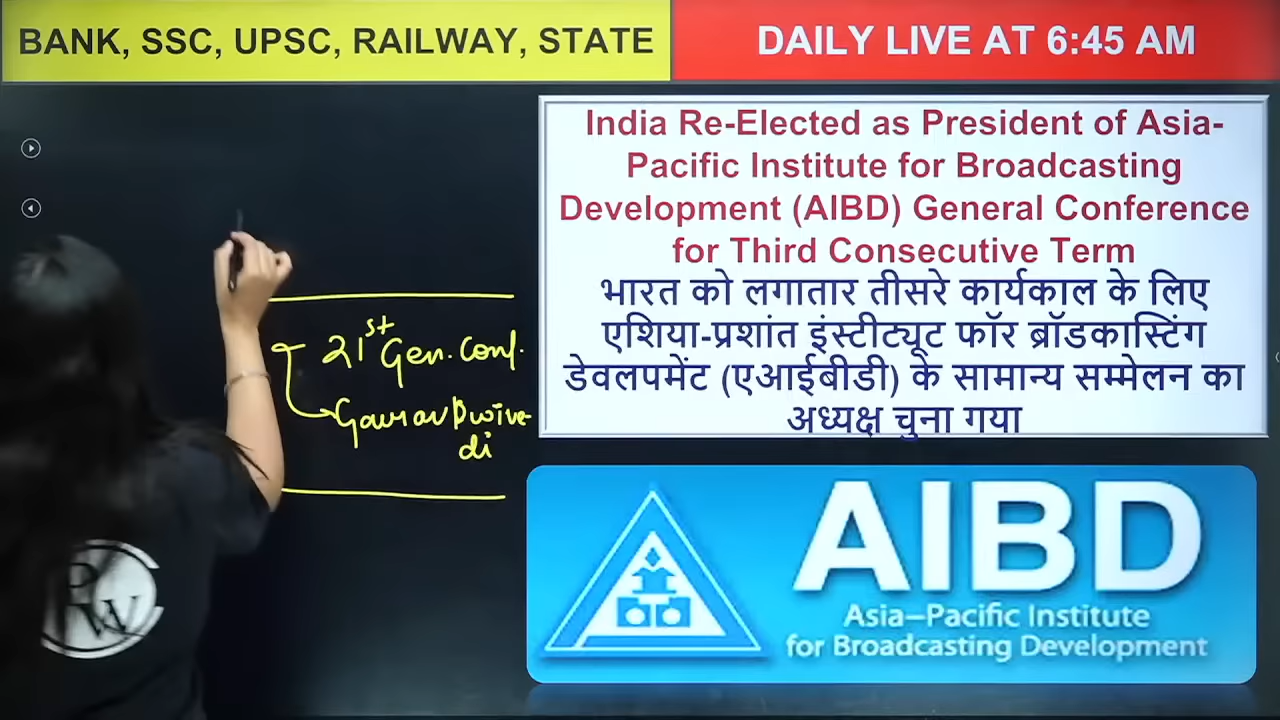 BANK, SSC, UPSC, RAILWAY, STATE
DAILY LIVE AT 6:45 AM
India Re-Elected as President of Asia-
Pacific Institute for Broadcasting
Development (AIBD) General Conference
for Third Consecutive Term
भारत को लगातार तीसरे कार्यकाल के लिए
एशिया-प्रशांत इंस्टीट्यूट फॉर ब्रॉडकास्टिंग
डेवलपमेंट (एआईबीडी) के सामान्य सम्मेलन का
अध्यक्ष चुना गया
21st Gen. Conf.
Gaurav Dwive-
di
AIBD
Asia–Pacific Institute
for Broadcasting Development
PW